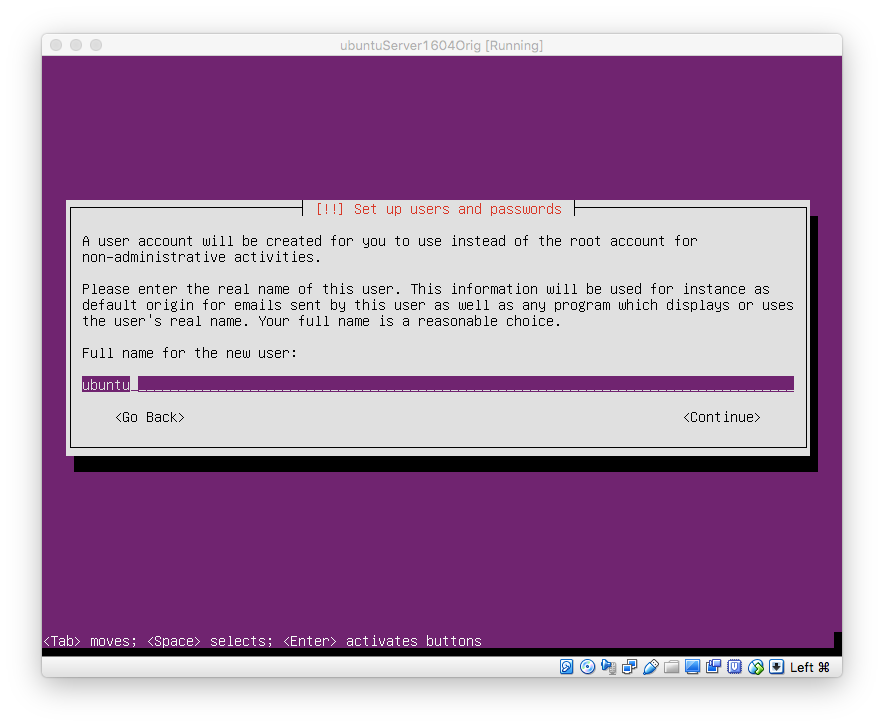 ubuntuServer1604Orig [Running]
[!!] Set up users and passwords
A user account will be created for you to use instead of the root account for
non-administrative activities.
Please enter the real name of this user. This information will be used for instance as
default origin for emails sent by this user as well as any program which displays or uses
the user's real name. Your full name is a reasonable choice.
Full name for the new user:
ubuntu
<Go Back> <Continue>
<Tab> moves; <Space> selects; <Enter> activates buttons
Left ⌘